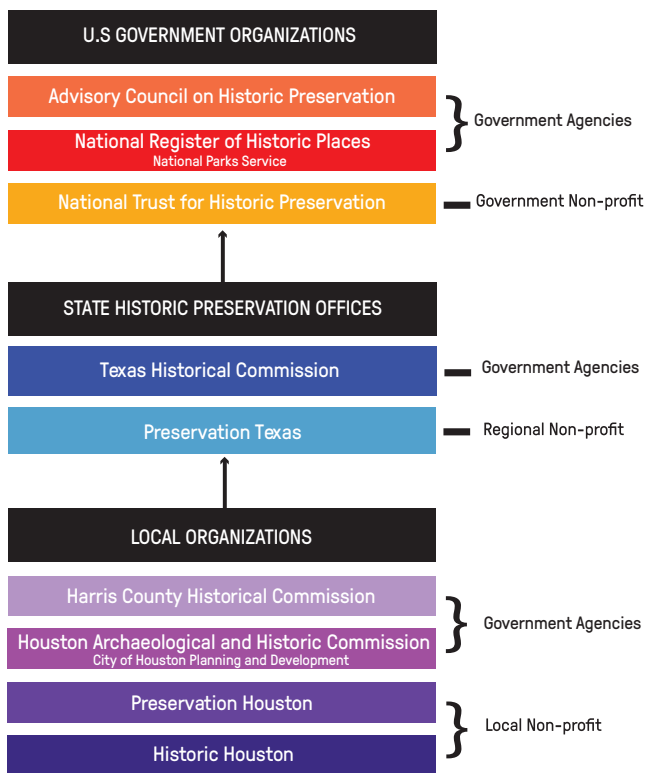 U.S GOVERNMENT ORGANIZATIONS
Advisory Council on Historic Preservation
National Register of Historic Places
National Parks Service
Government Agencies
National Trust for Historic Preservation
Government Non-profit
STATE HISTORIC PRESERVATION OFFICES
Texas Historical Commission
Government Agencies
Preservation Texas
Regional Non-profit
LOCAL ORGANIZATIONS
Harris County Historical Commission
Houston Archaeological and Historic Commission
City of Houston Planning and Development
Government Agencies
Preservation Houston
Historic Houston
Local Non-profit